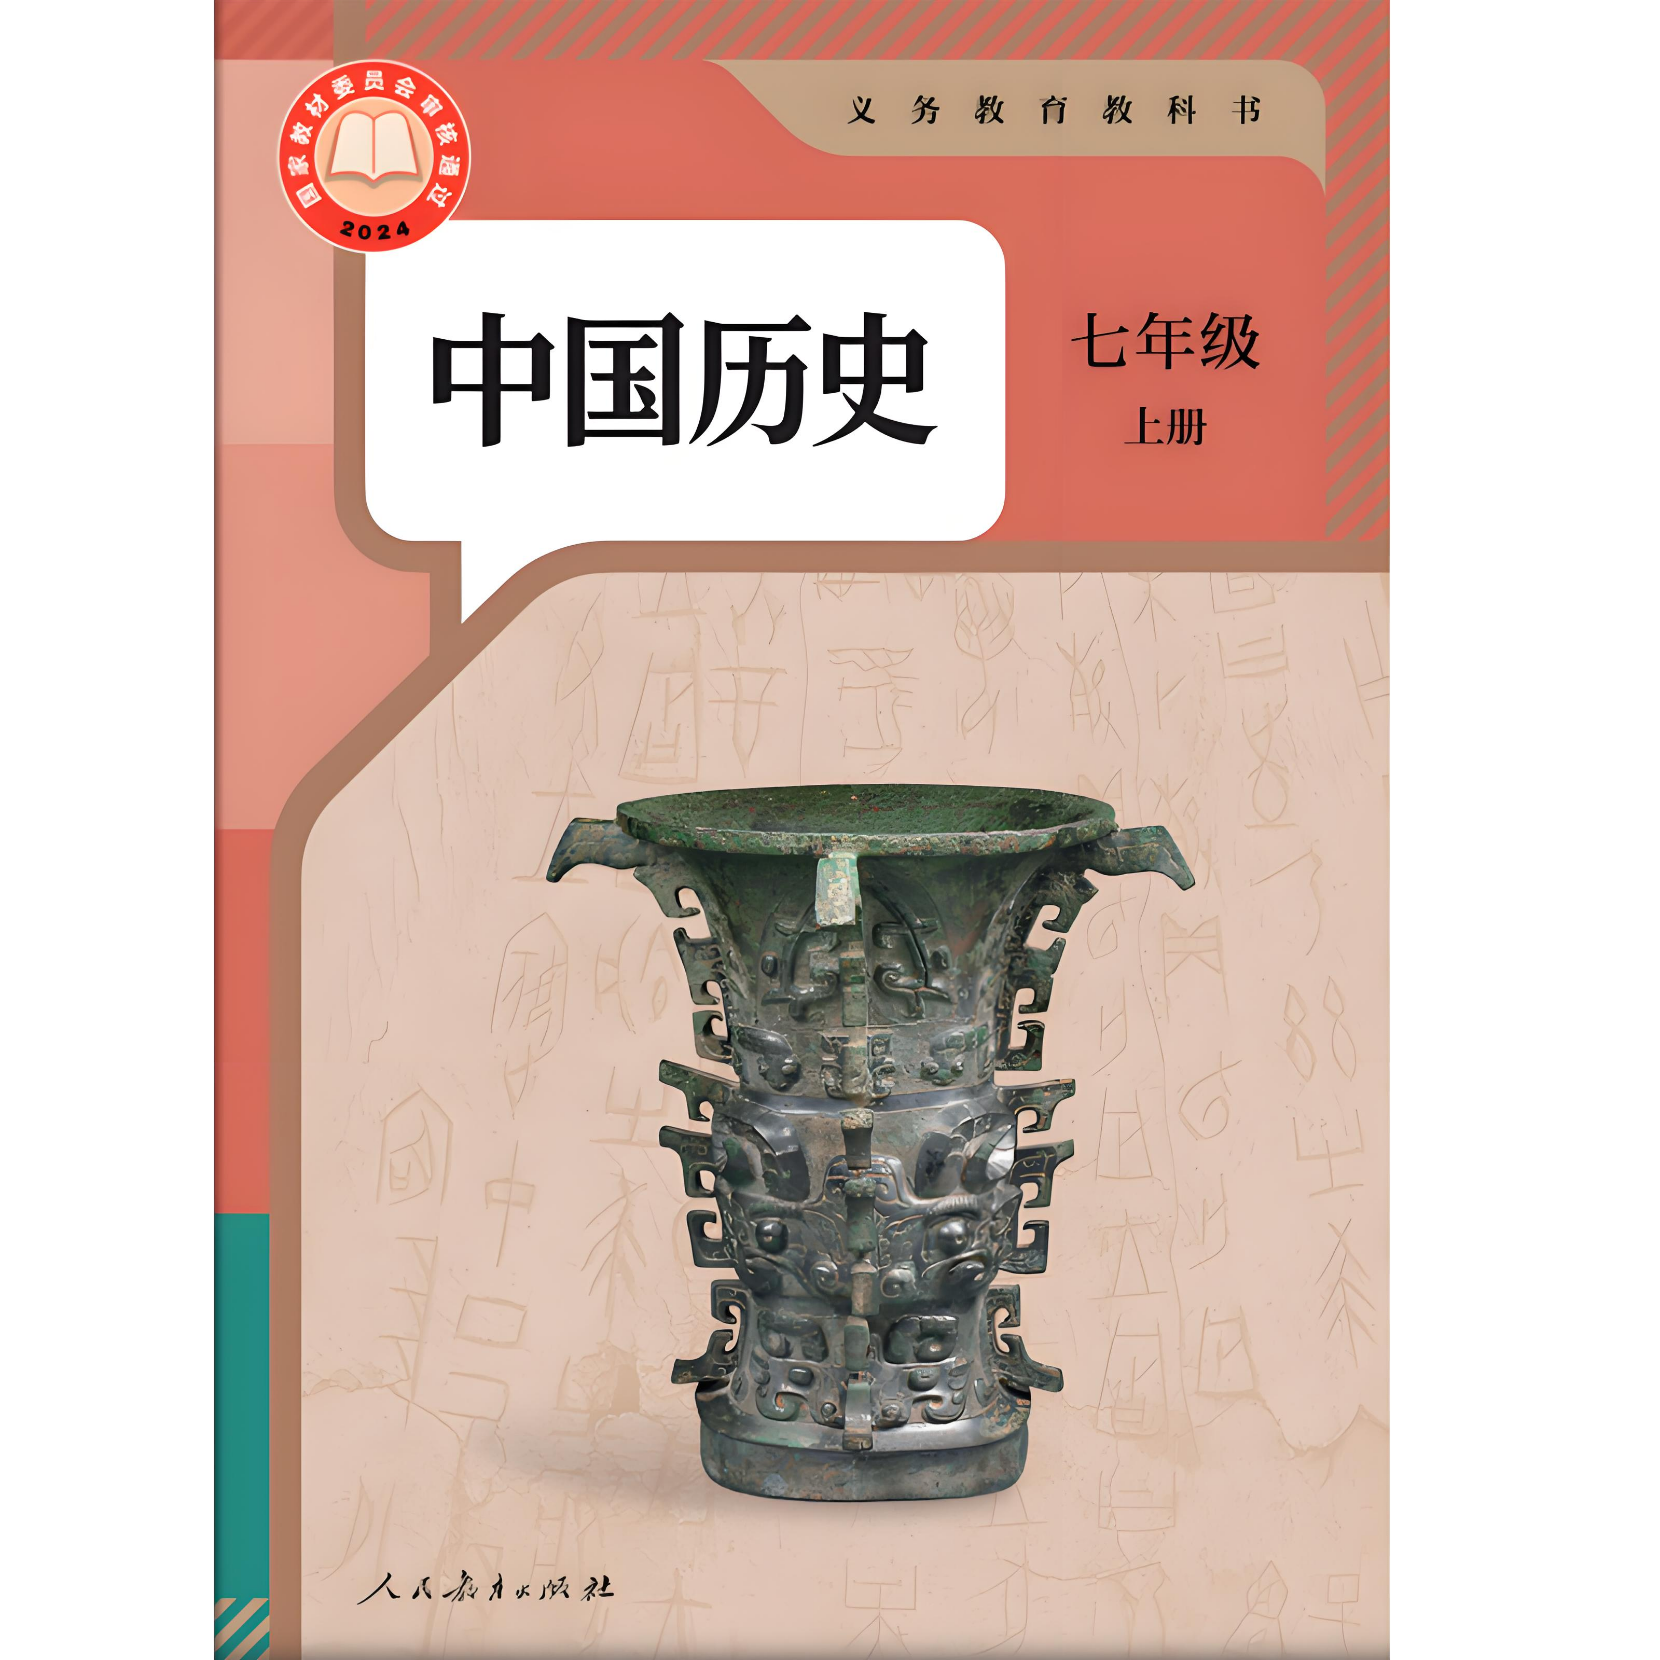 义务教育教科书
国家教材委员会审核通过
2024
中国历史
七年级
上册
人民教育出版社